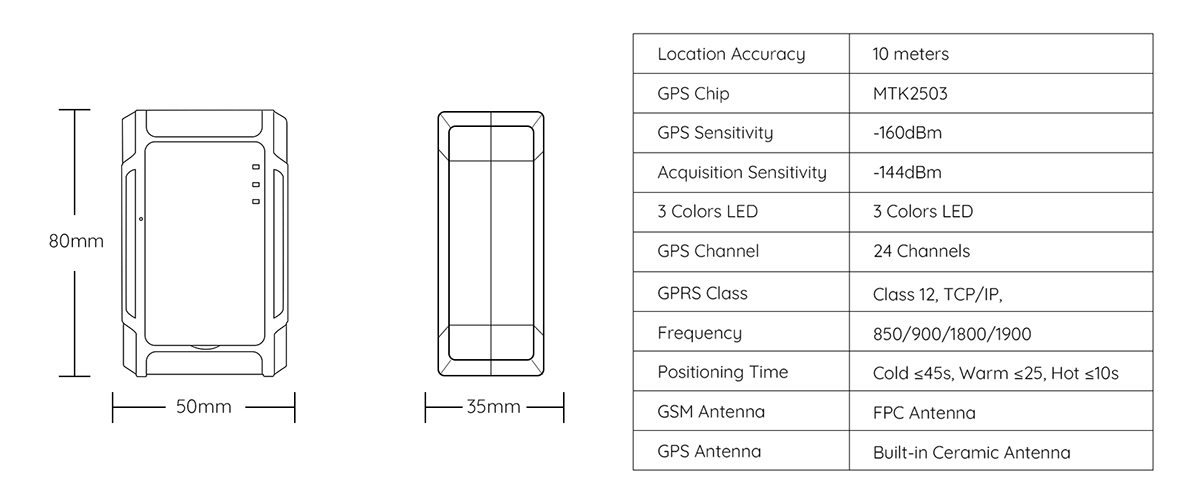 80mm
50mm
35mm
Location Accuracy 10 meters
GPS Chip MTK2503
GPS Sensitivity -160dBm
Acquisition Sensitivity -144dBm
3 Colors LED 3 Colors LED
GPS Channel 24 Channels
GPRS Class Class 12, TCP/IP,
Frequency 850/900/1800/1900
Positioning Time Cold ≤45s, Warm ≤25, Hot ≤10s
GSM Antenna FPC Antenna
GPS Antenna Built-in Ceramic Antenna